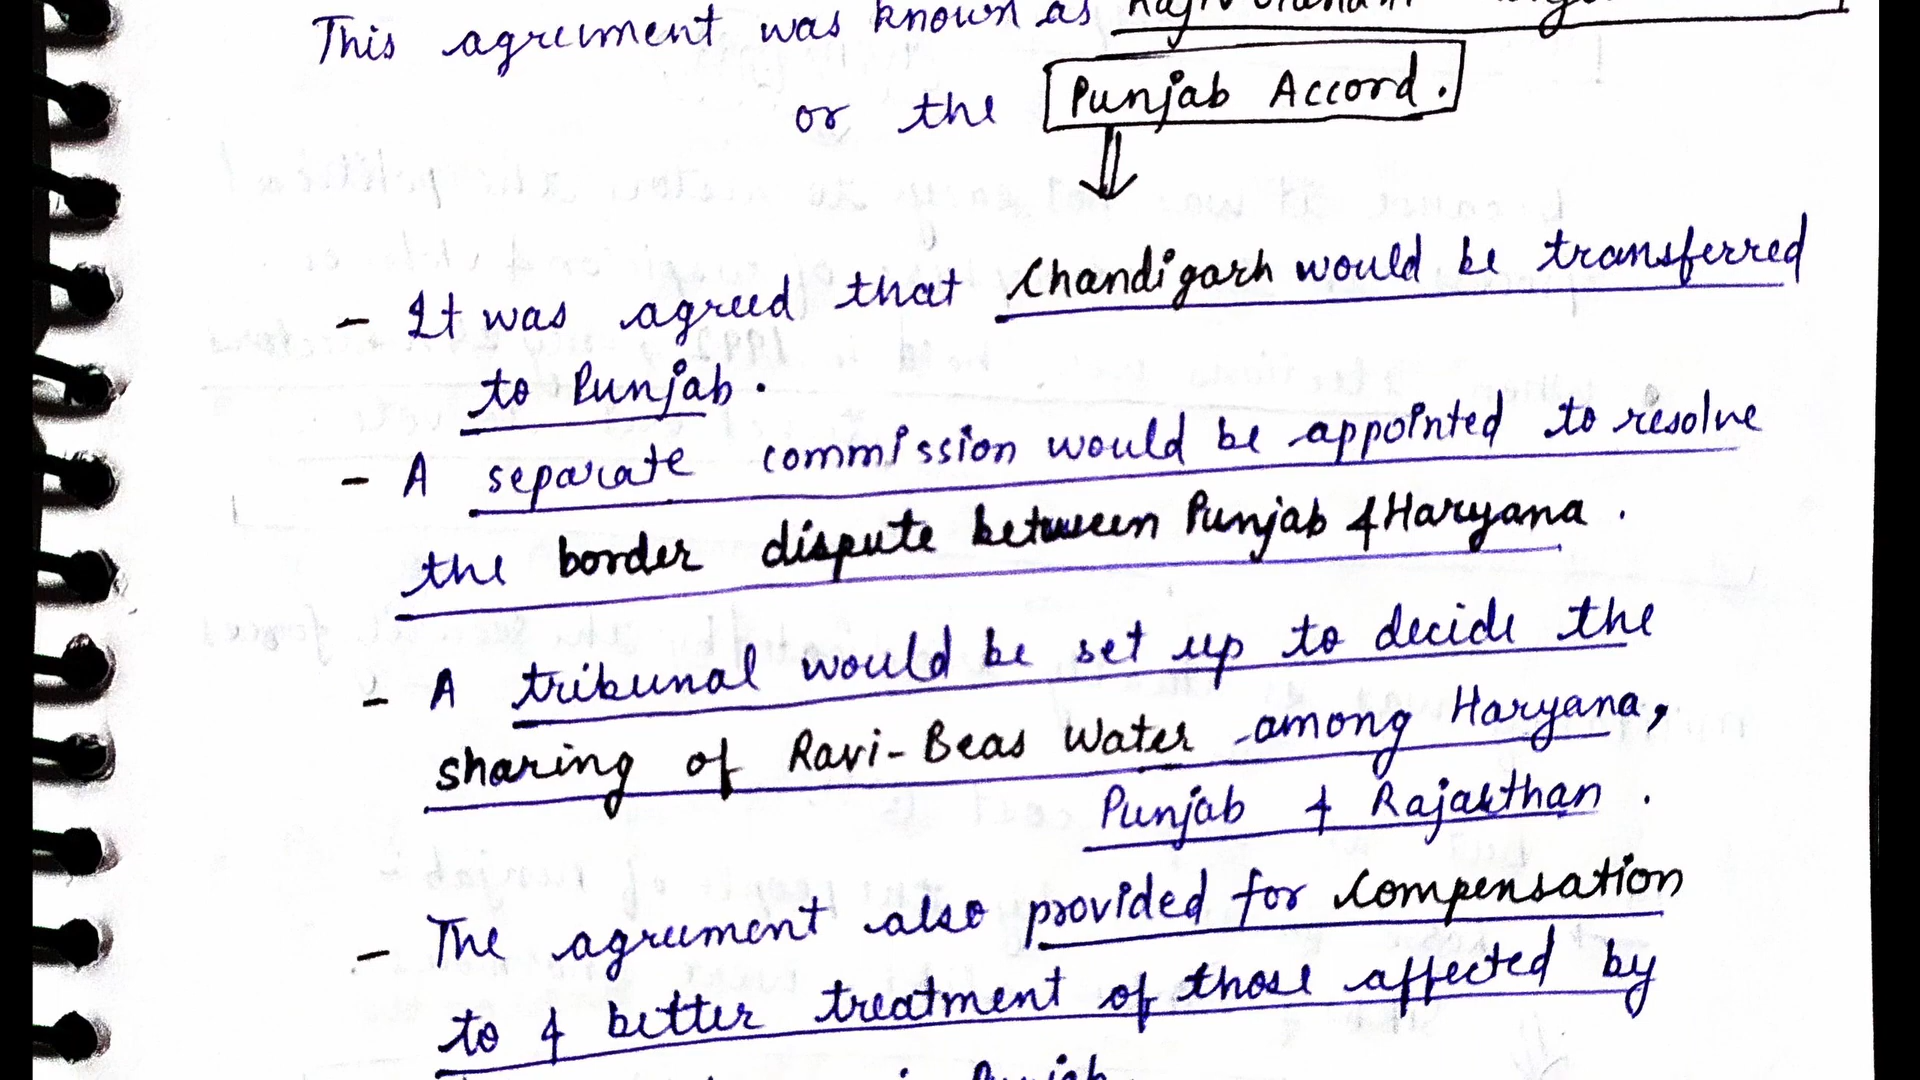 This agreement was known as
or the Punjab Accord.
- It was agreed that Chandigarh would be transferred
to Punjab.
- A separate commission would be appointed to resolve
the border dispute between Punjab & Haryana.
- A tribunal would be set up to decide the
sharing of Ravi-Beas Water among Haryana,
Punjab & Rajasthan.
- The agreement also provided for compensation
to & better treatment of those affected by
in Punjab.